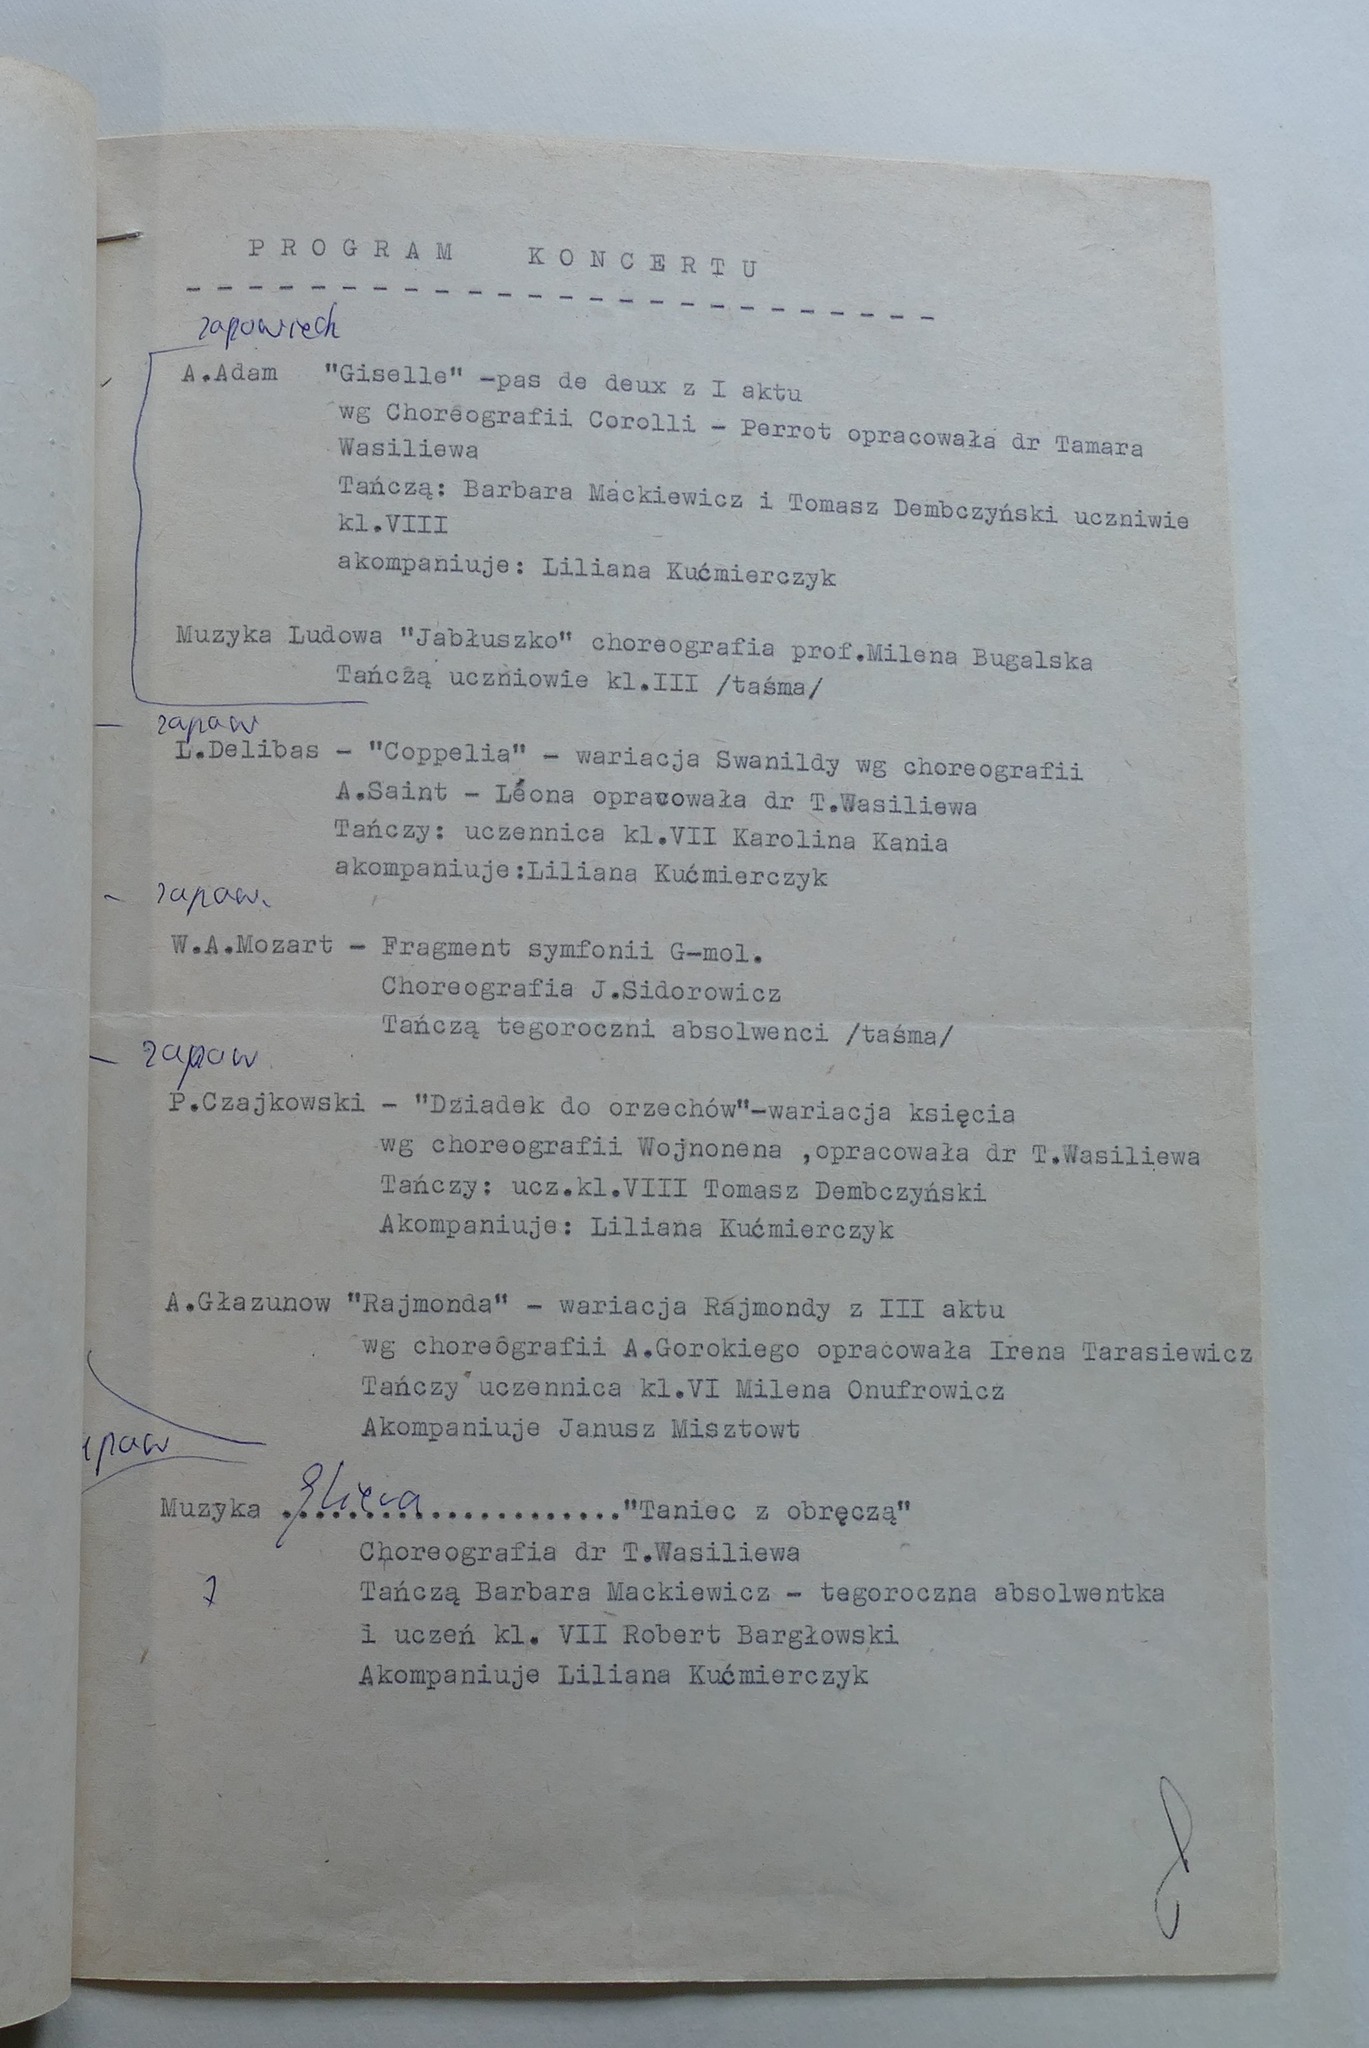 PROGRAM KONCERTU
zapowiedź
A.Adam "Giselle" -pas de deux z I aktu
wg Choreografii Corolli - Perrot opracowała dr Tamara
Wasiliewa
Tańczą: Barbara Mackiewicz i Tomasz Dembczyński uczniwie
kl.VIII
akompaniuje: Liliana Kućmierczyk
Muzyka Ludowa "Jabłuszko" choreografia prof.Milena Bugalska
Tańczą uczniowie kl.III /taśma/
- zapow
L.Delibas - "Coppelia" - wariacja Swanildy wg choreografii
A.Saint - Léona opracowała dr T.Wasiliewa
Tańczy: uczennica kl.VII Karolina Kania
akompaniuje:Liliana Kućmierczyk
- zapow.
W.A.Mozart - Fragment symfonii G-mol.
Choreografia J.Sidorowicz
Tańczą tegoroczni absolwenci /taśma/
- zapow.
P.Czajkowski - "Dziadek do orzechów"-wariacja księcia
wg choreografii Wojnonena ,opracowała dr T.Wasiliewa
Tańczy: ucz.kl.VIII Tomasz Dembczyński
Akompaniuje: Liliana Kućmierczyk
A.Głazunow "Rajmonda" - wariacja Rajmondy z III aktu
wg choreografii A.Gorokiego opracowała Irena Tarasiewicz
Tańczy uczennica kl.VI Milena Onufrowicz
Akompaniuje Janusz Misztowt
apow
Muzyka Gliera ..................... "Taniec z obręczą"
Choreografia dr T.Wasiliewa
Tańczą Barbara Mackiewicz - tegoroczna absolwentka
i uczeń kl. VII Robert Bargłowski
Akompaniuje Liliana Kućmierczyk